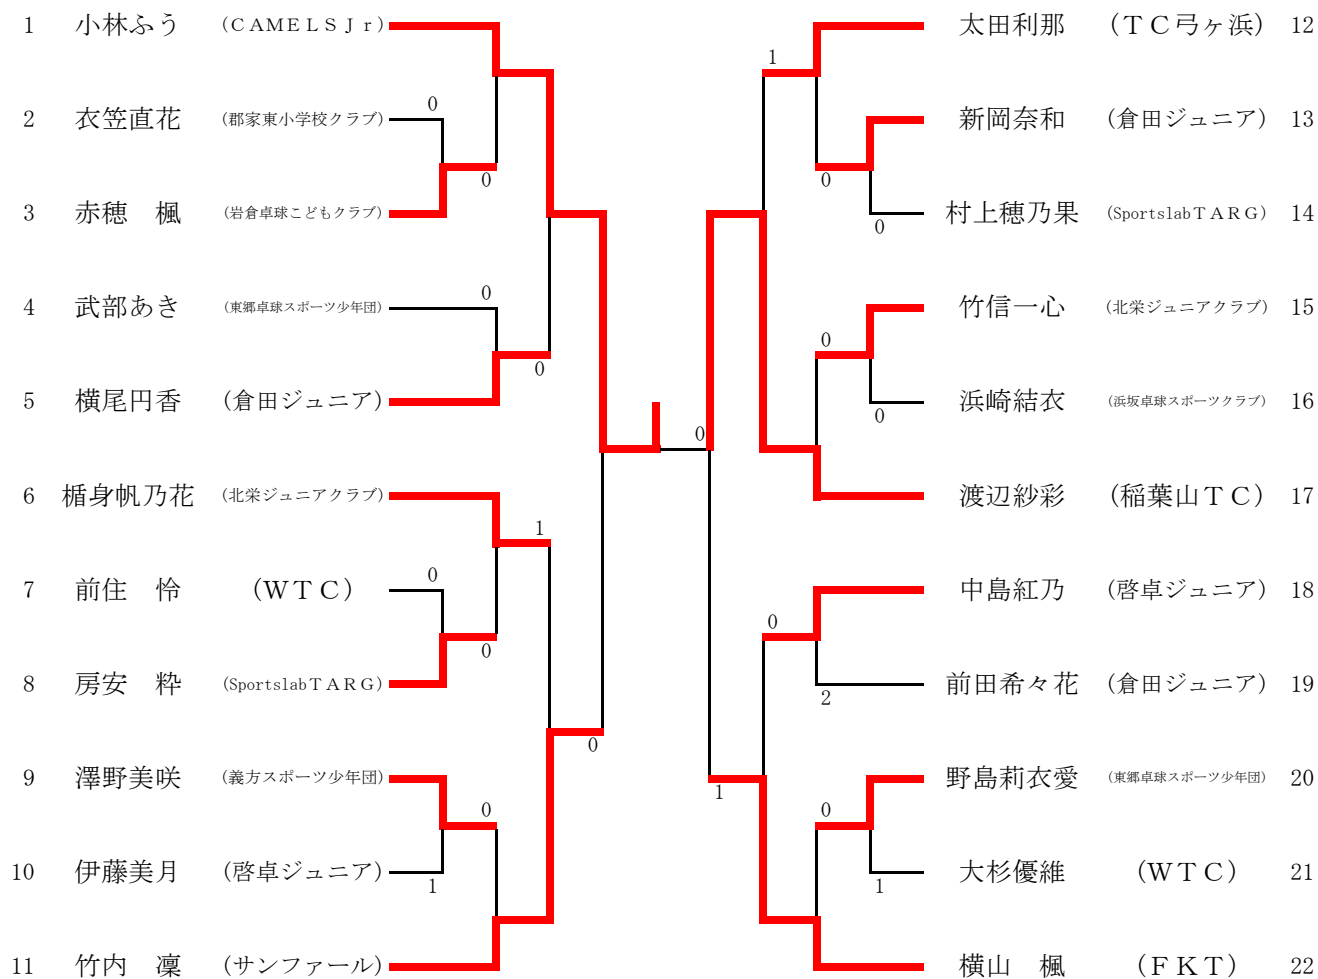 1 小林ふう (CAMELSJr)
2 衣笠直花 (郡家東小学校クラブ)
0
0
3 赤穂 楓 (岩倉卓球こどもクラブ)
4 武部あき (東郷卓球スポーツ少年団)
0
0
5 横尾円香 (倉田ジュニア)
6 楯身帆乃花 (北栄ジュニアクラブ)
1
7 前住 怜 (WTC)
0
0
8 房安 粋 (SportslabTARG)
0
9 澤野美咲 (義方スポーツ少年団)
0
10 伊藤美月 (啓卓ジュニア)
1
11 竹内 凜 (サンファール)
0
太田利那 (TC弓ヶ浜) 12
1
新岡奈和 (倉田ジュニア) 13
0
村上穂乃果 (SportslabTARG) 14
0
竹信一心 (北栄ジュニアクラブ) 15
0
浜崎結衣 (浜坂卓球スポーツクラブ) 16
0
渡辺紗彩 (稲葉山TC) 17
中島紅乃 (啓卓ジュニア) 18
0
前田希々花 (倉田ジュニア) 19
2
野島莉衣愛 (東郷卓球スポーツ少年団) 20
1
0
大杉優維 (WTC) 21
1
横山 楓 (FKT) 22